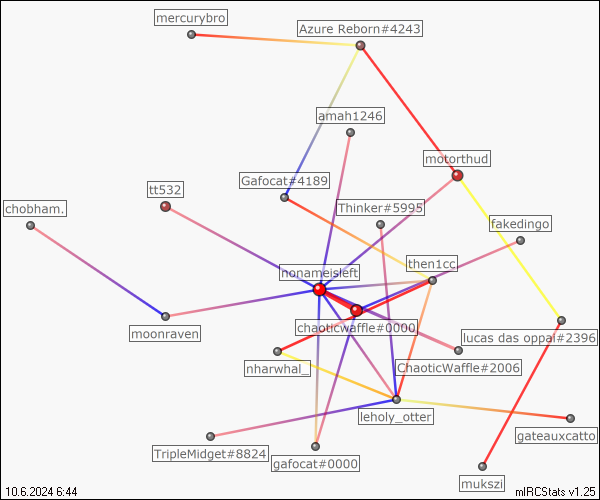 mercurybro
Azure Reborn#4243
amah1246
motorthud
Gafocat#4189
tt532
chobham.
Thinker#5995
fakedingo
then1cc
nonameisleft
chaoticwaffle#0000
moonraven
lucas das oppai#2396
nharwhal_
ChaoticWaffle#2006
leholy_otter
gateauxcatto
TripleMidget#8824
gafocat#0000
mukszi
10.6.2024 6:44
mIRCStats v1.25